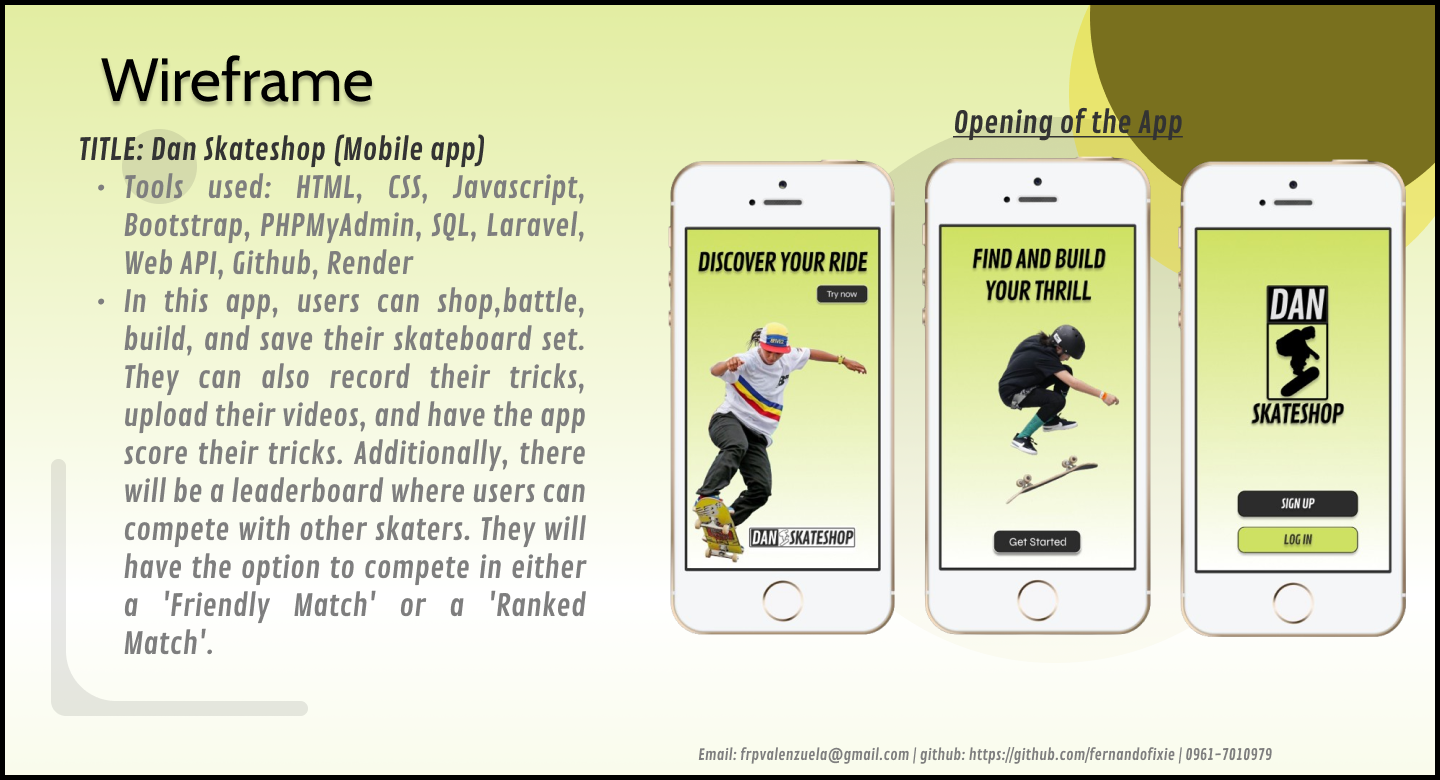 Wireframe
TITLE: Dan Skateshop (Mobile app)
• Tools used: HTML, CSS, Javascript,
Bootstrap, PHPMyAdmin, SQL, Laravel,
Web API, Github, Render
• In this app, users can shop,battle,
build, and save their skateboard set.
They can also record their tricks,
upload their videos, and have the app
score their tricks. Additionally, there
will be a leaderboard where users can
compete with other skaters. They will
have the option to compete in either
a 'Friendly Match' or a 'Ranked
Match'.
Opening of the App
DISCOVER YOUR RIDE
Try now
DAN SKATESHOP
FIND AND BUILD
YOUR THRILL
Get Started
DAN
SKATESHOP
SIGN UP
LOG IN
Email: frpvalenzuela@gmail.com | github: https://github.com/fernandofixie | 0961-7010979